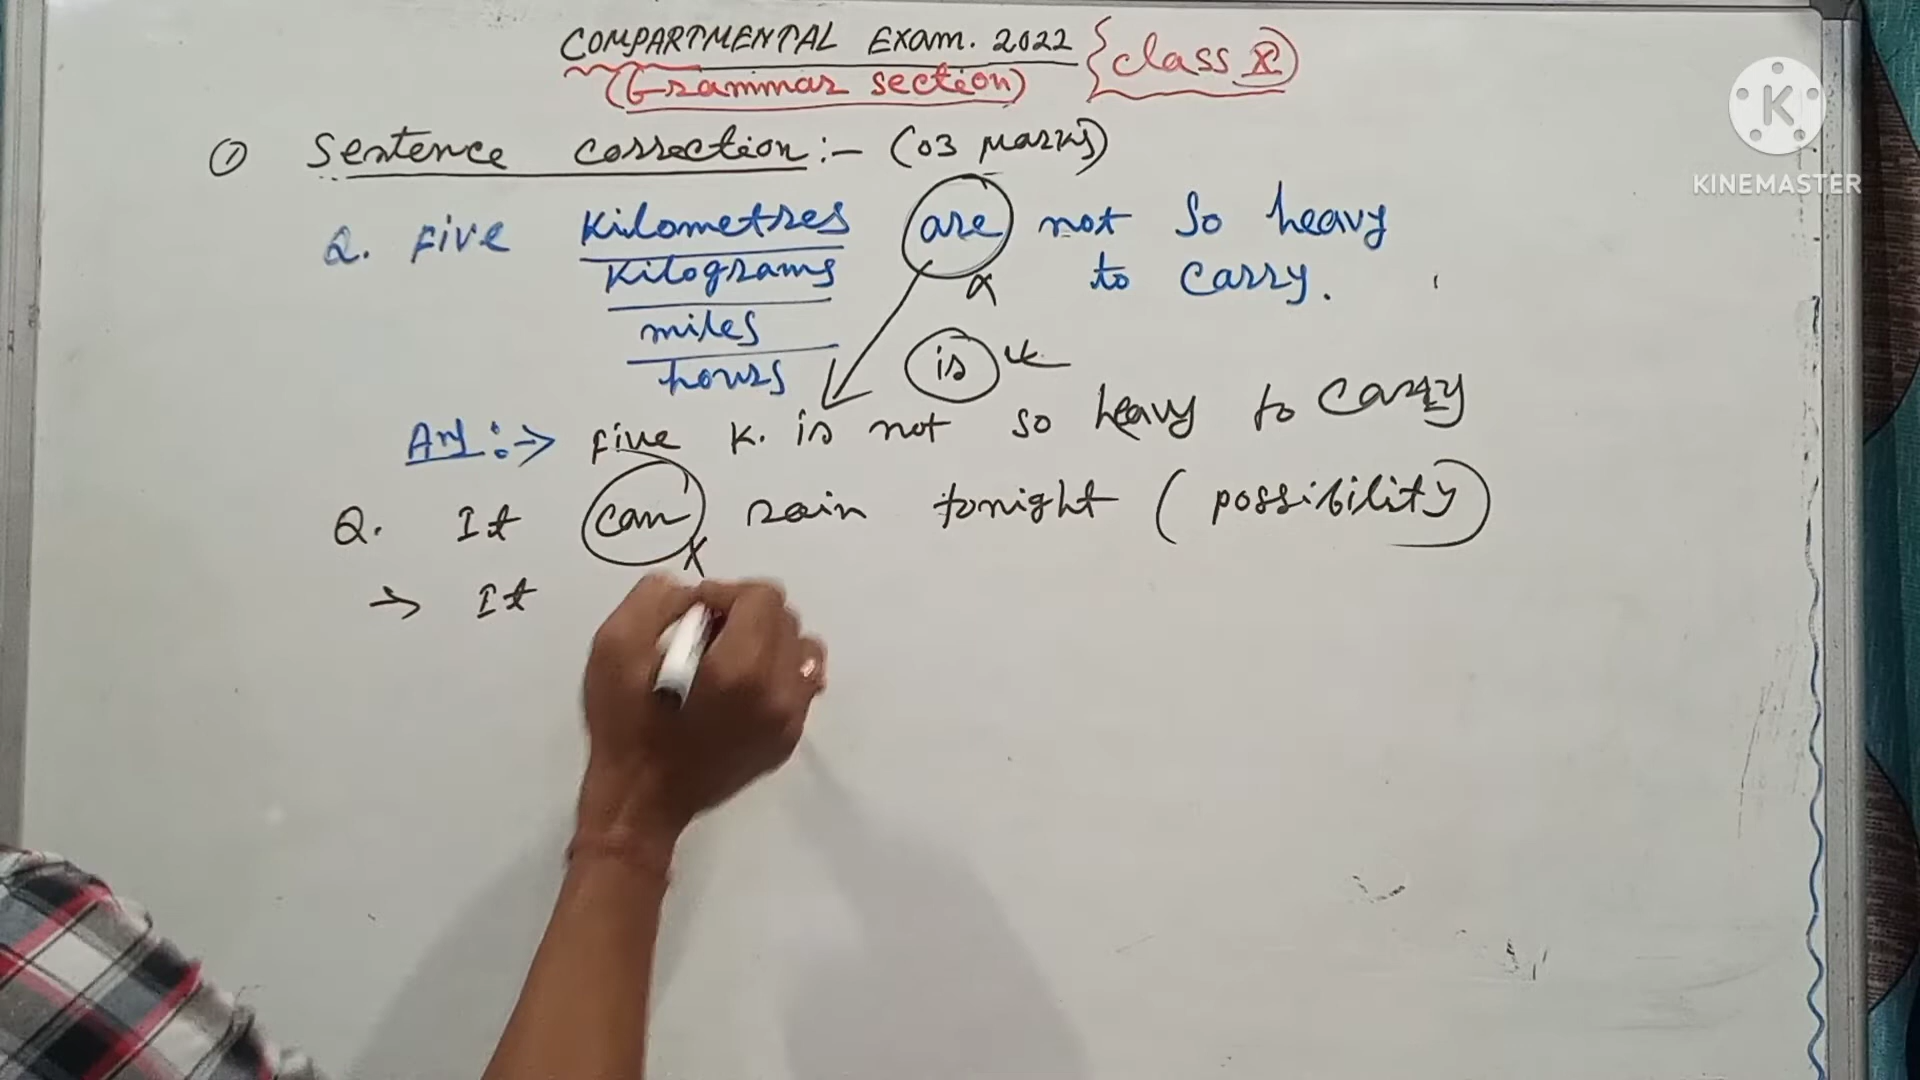 COMPARTMENTAL Exam. 2022 {class X}
(Grammar section)
① Sentence correction :- (03 Marks)
Q. Five Kilometres are not so heavy
Kilograms x to carry.
miles
hours is
Ans :→ Five K. is not so heavy to carry
Q. It can rain tonight (possibility)
x
→ It
K
KINEMASTER